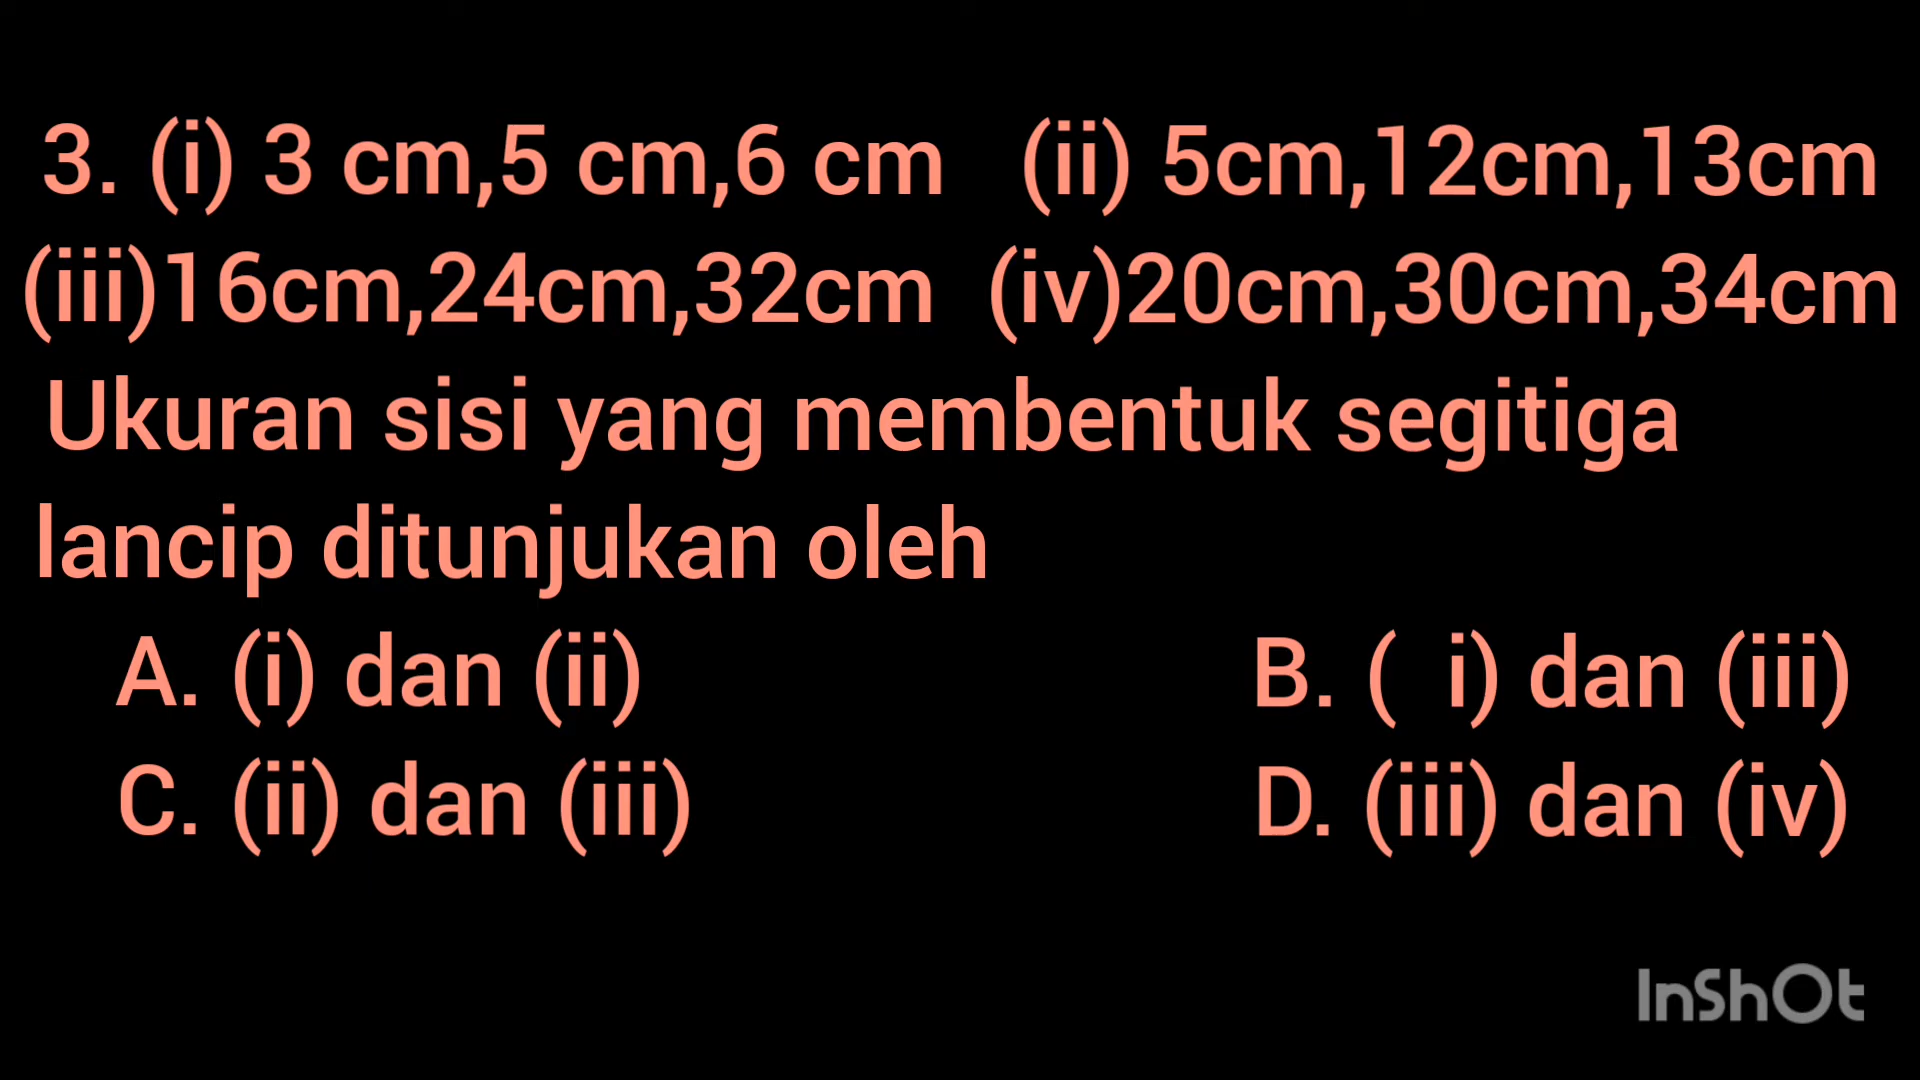 3. (i) 3 cm,5 cm,6 cm (ii) 5cm,12cm,13cm
(iii)16cm,24cm,32cm (iv)20cm,30cm,34cm
Ukuran sisi yang membentuk segitiga
lancip ditunjukan oleh
A. (i) dan (ii) B. ( i) dan (iii)
C. (ii) dan (iii) D. (iii) dan (iv)
InShOt